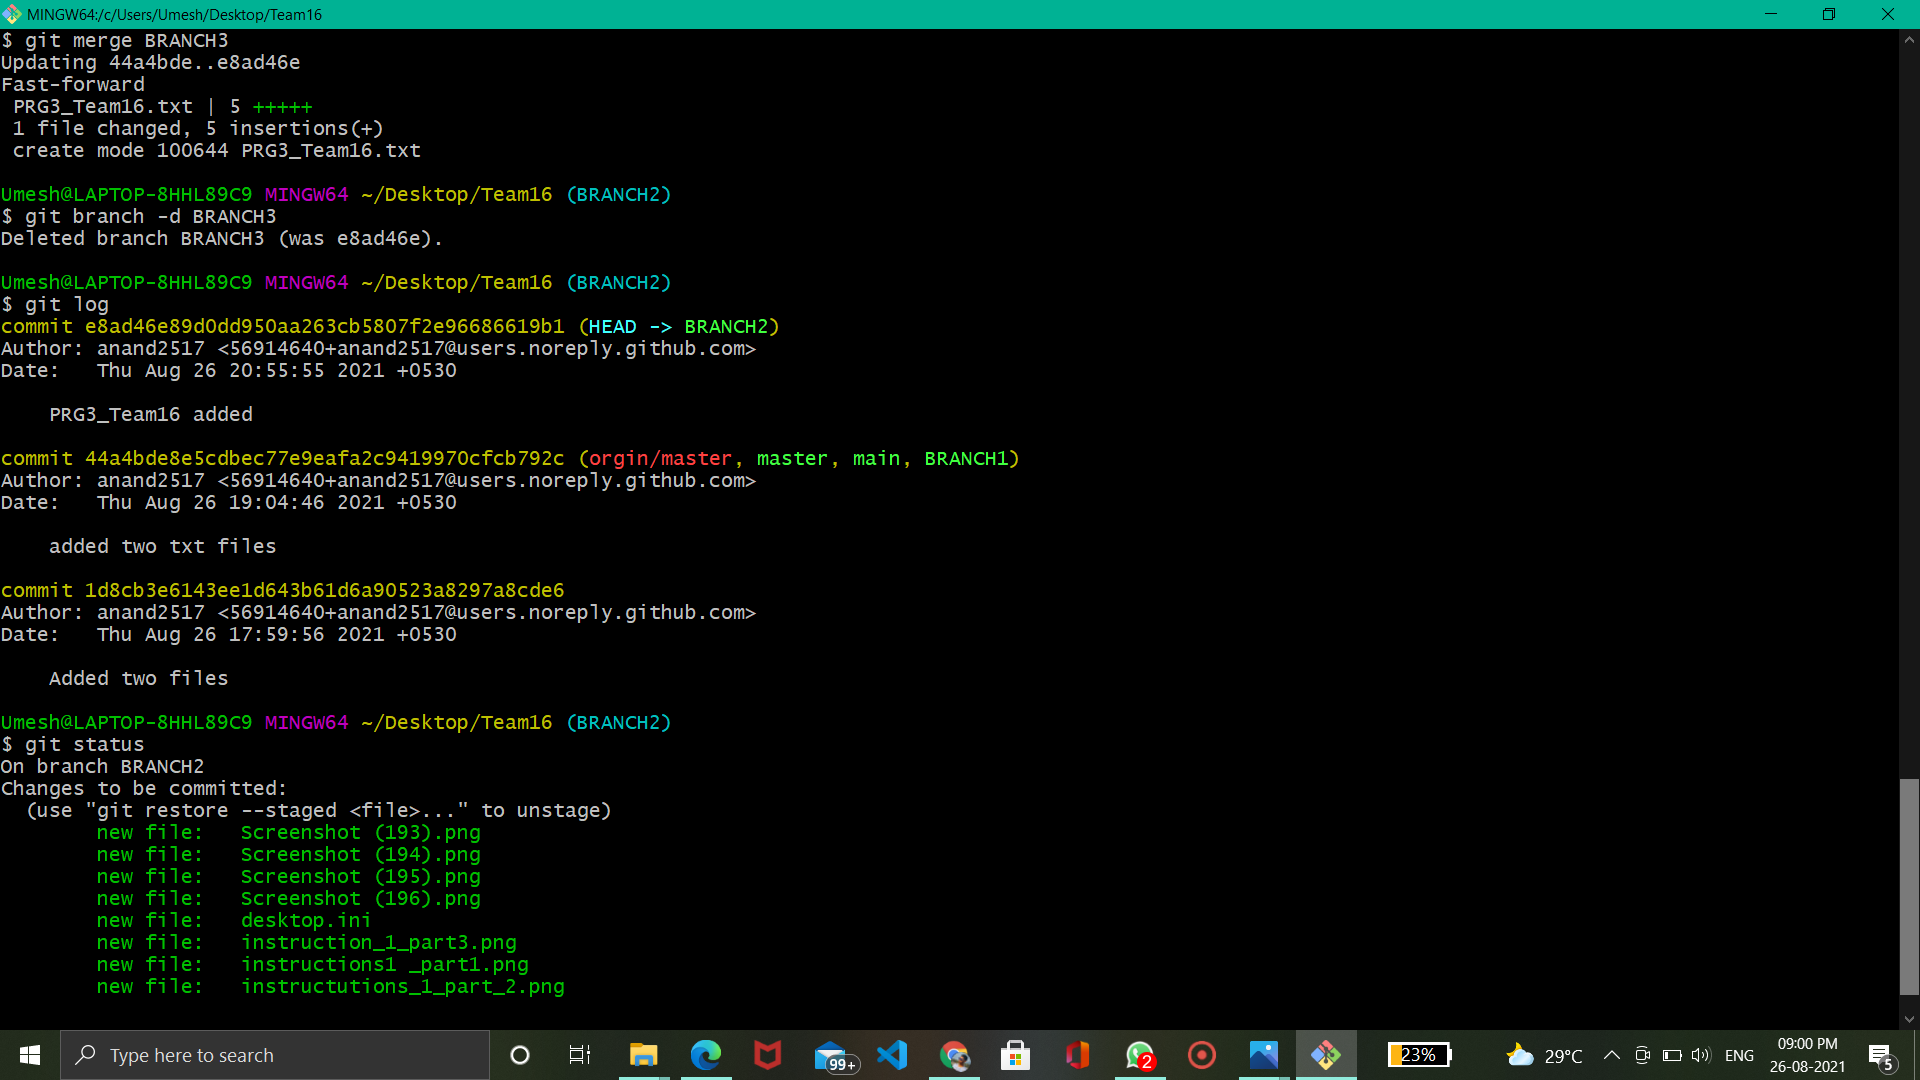 MINGW64:/c/Users/Umesh/Desktop/Team16
$ git merge BRANCH3
Updating 44a4bde..e8ad46e
Fast-forward
 PRG3_Team16.txt | 5 +++++
 1 file changed, 5 insertions(+)
 create mode 100644 PRG3_Team16.txt

Umesh@LAPTOP-8HHL89C9 MINGW64 ~/Desktop/Team16 (BRANCH2)
$ git branch -d BRANCH3
Deleted branch BRANCH3 (was e8ad46e).

Umesh@LAPTOP-8HHL89C9 MINGW64 ~/Desktop/Team16 (BRANCH2)
$ git log
commit e8ad46e89d0dd950aa263cb5807f2e96686619b1 (HEAD -> BRANCH2)
Author: anand2517 <56914640+anand2517@users.noreply.github.com>
Date:   Thu Aug 26 20:55:55 2021 +0530

    PRG3_Team16 added

commit 44a4bde8e5cdbec77e9eafa2c9419970cfcb792c (orgin/master, master, main, BRANCH1)
Author: anand2517 <56914640+anand2517@users.noreply.github.com>
Date:   Thu Aug 26 19:04:46 2021 +0530

    added two txt files

commit 1d8cb3e6143ee1d643b61d6a90523a8297a8cde6
Author: anand2517 <56914640+anand2517@users.noreply.github.com>
Date:   Thu Aug 26 17:59:56 2021 +0530

    Added two files

Umesh@LAPTOP-8HHL89C9 MINGW64 ~/Desktop/Team16 (BRANCH2)
$ git status
On branch BRANCH2
Changes to be committed:
  (use "git restore --staged <file>..." to unstage)
        new file:   Screenshot (193).png
        new file:   Screenshot (194).png
        new file:   Screenshot (195).png
        new file:   Screenshot (196).png
        new file:   desktop.ini
        new file:   instruction_1_part3.png
        new file:   instructions1 _part1.png
        new file:   instructutions_1_part_2.png
Type here to search
99+
2
23%
29°C
ENG
09:00 PM
26-08-2021
5